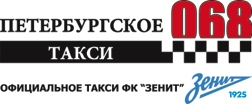 ПЕТЕРБУРГСКОЕ 068
ТАКСИ
ОФИЦИАЛЬНОЕ ТАКСИ ФК "ЗЕНИТ"
Зенит
1925